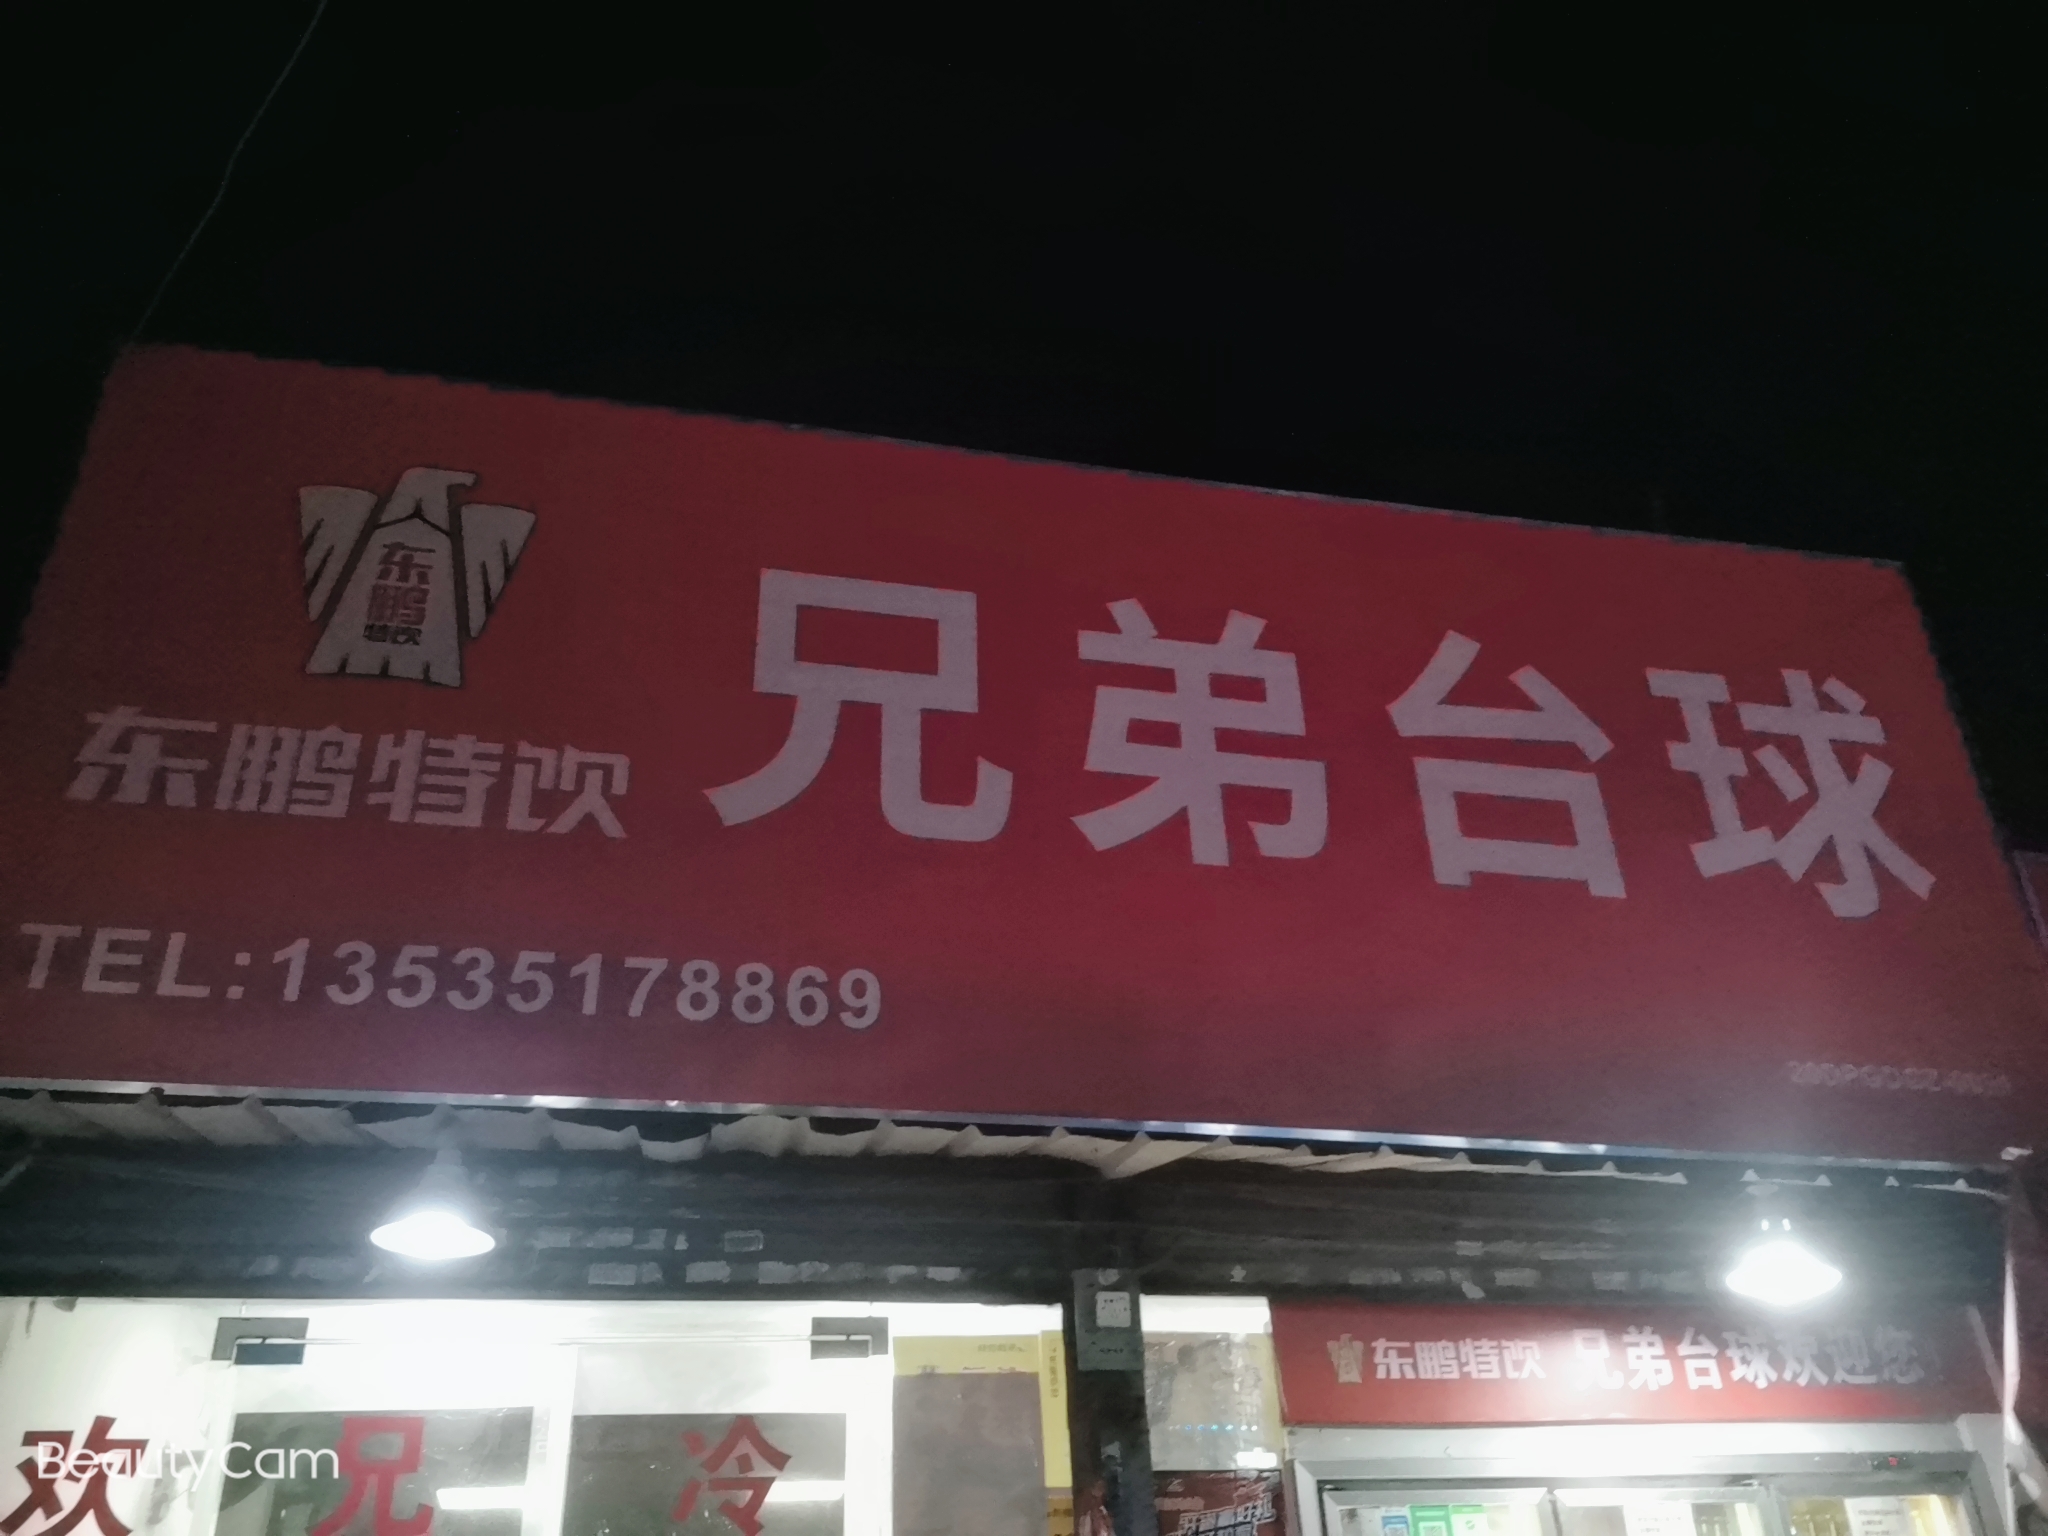 东鹏
特饮
东鹏特饮
兄弟台球
TEL:13535178869
东鹏特饮 兄弟台球欢迎您
欢 兄 冷
BeautyCam